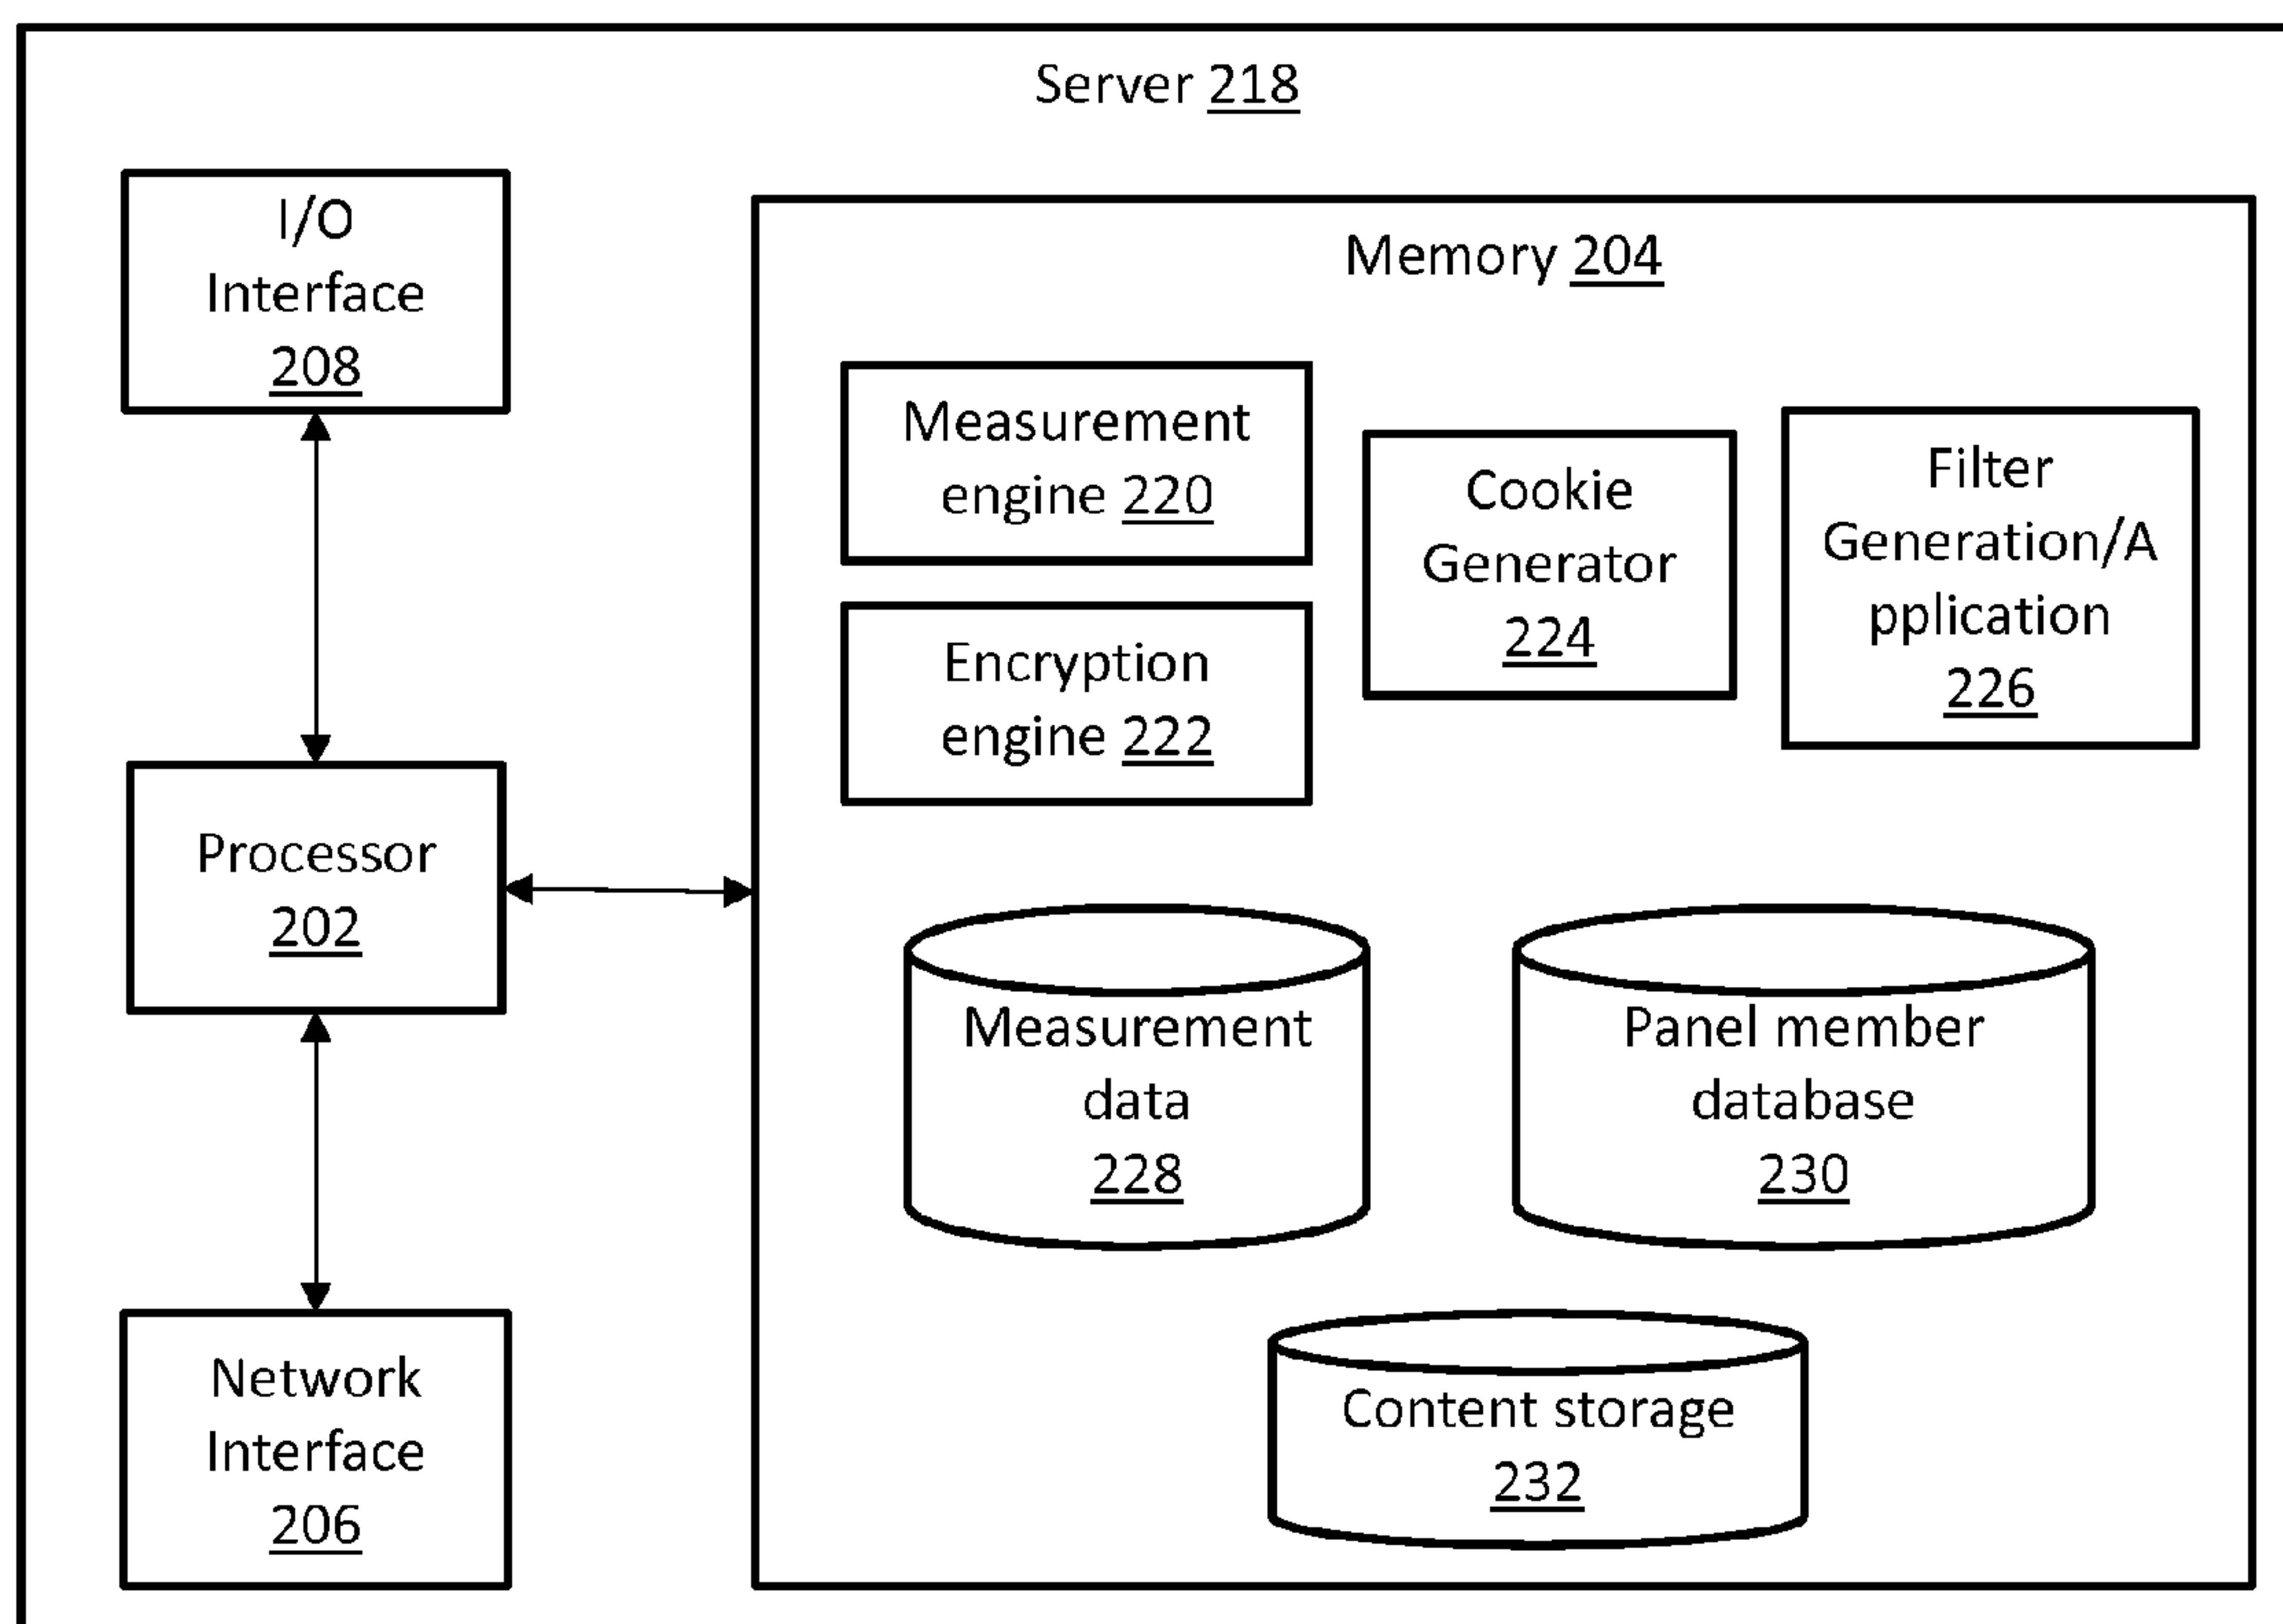 Server 218
I/O
Interface
208
Processor
202
Network
Interface
206
Memory 204
Measurement
engine 220
Encryption
engine 222
Cookie
Generator
224
Filter
Generation/A
pplication
226
Measurement
data
228
Panel member
database
230
Content storage
232